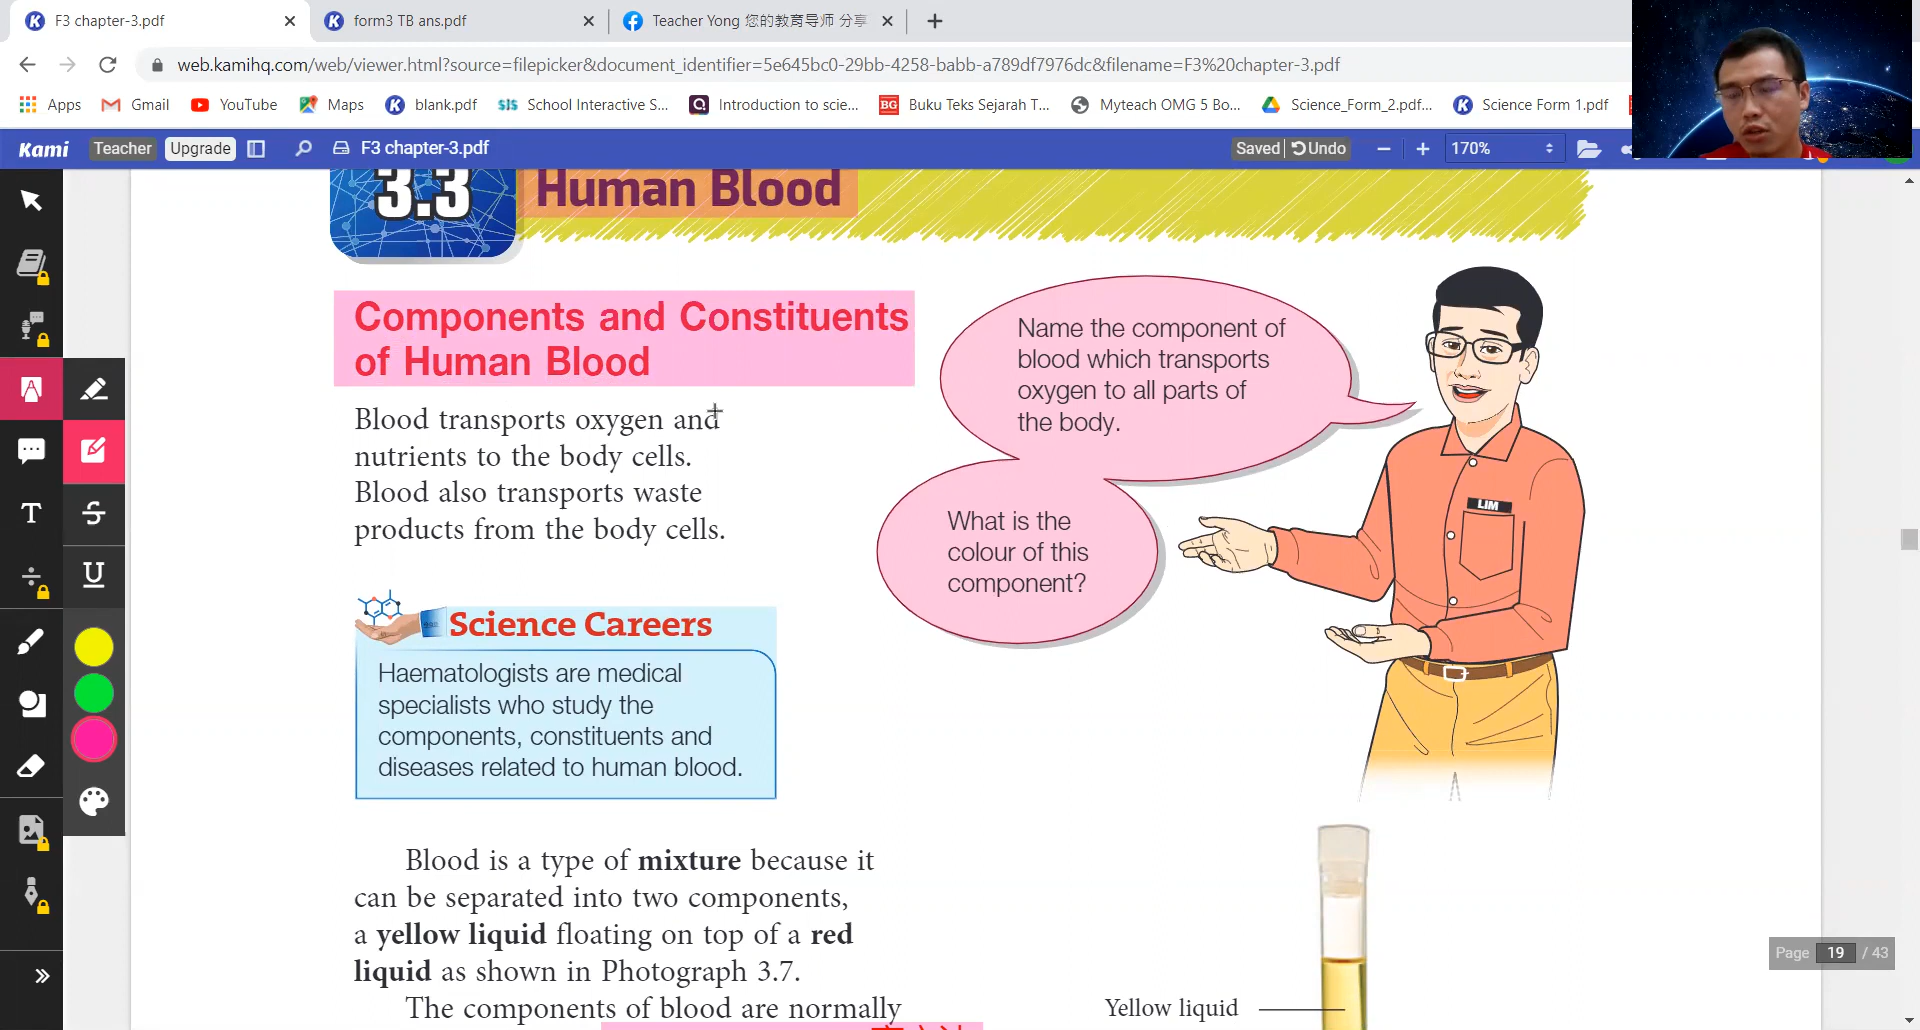 F3 chapter-3.pdf
form3 TB ans.pdf
Teacher Yong 您的教育导师 分享
web.kamihq.com/web/viewer.html?source=filepicker&document_identifier=5e645bc0-29bb-4258-babb-a789df7976dc&filename=F3%20chapter-3.pdf
Apps
Gmail
YouTube
Maps
blank.pdf
School Interactive S...
Introduction to scie...
Buku Teks Sejarah T...
Myteach OMG 5 Bo...
Science_Form_2.pdf...
Science Form 1.pdf
Kami
Teacher
Upgrade
F3 chapter-3.pdf
Saved
Undo
170%
3.3
Human Blood
Components and Constituents
of Human Blood
Blood transports oxygen and
nutrients to the body cells.
Blood also transports waste
products from the body cells.
Name the component of
blood which transports
oxygen to all parts of
the body.
What is the
colour of this
component?
LIM
Science Careers
Haematologists are medical
specialists who study the
components, constituents and
diseases related to human blood.
Blood is a type of mixture because it
can be separated into two components,
a yellow liquid floating on top of a red
liquid as shown in Photograph 3.7.
The components of blood are normally
Yellow liquid
Page 19 / 43